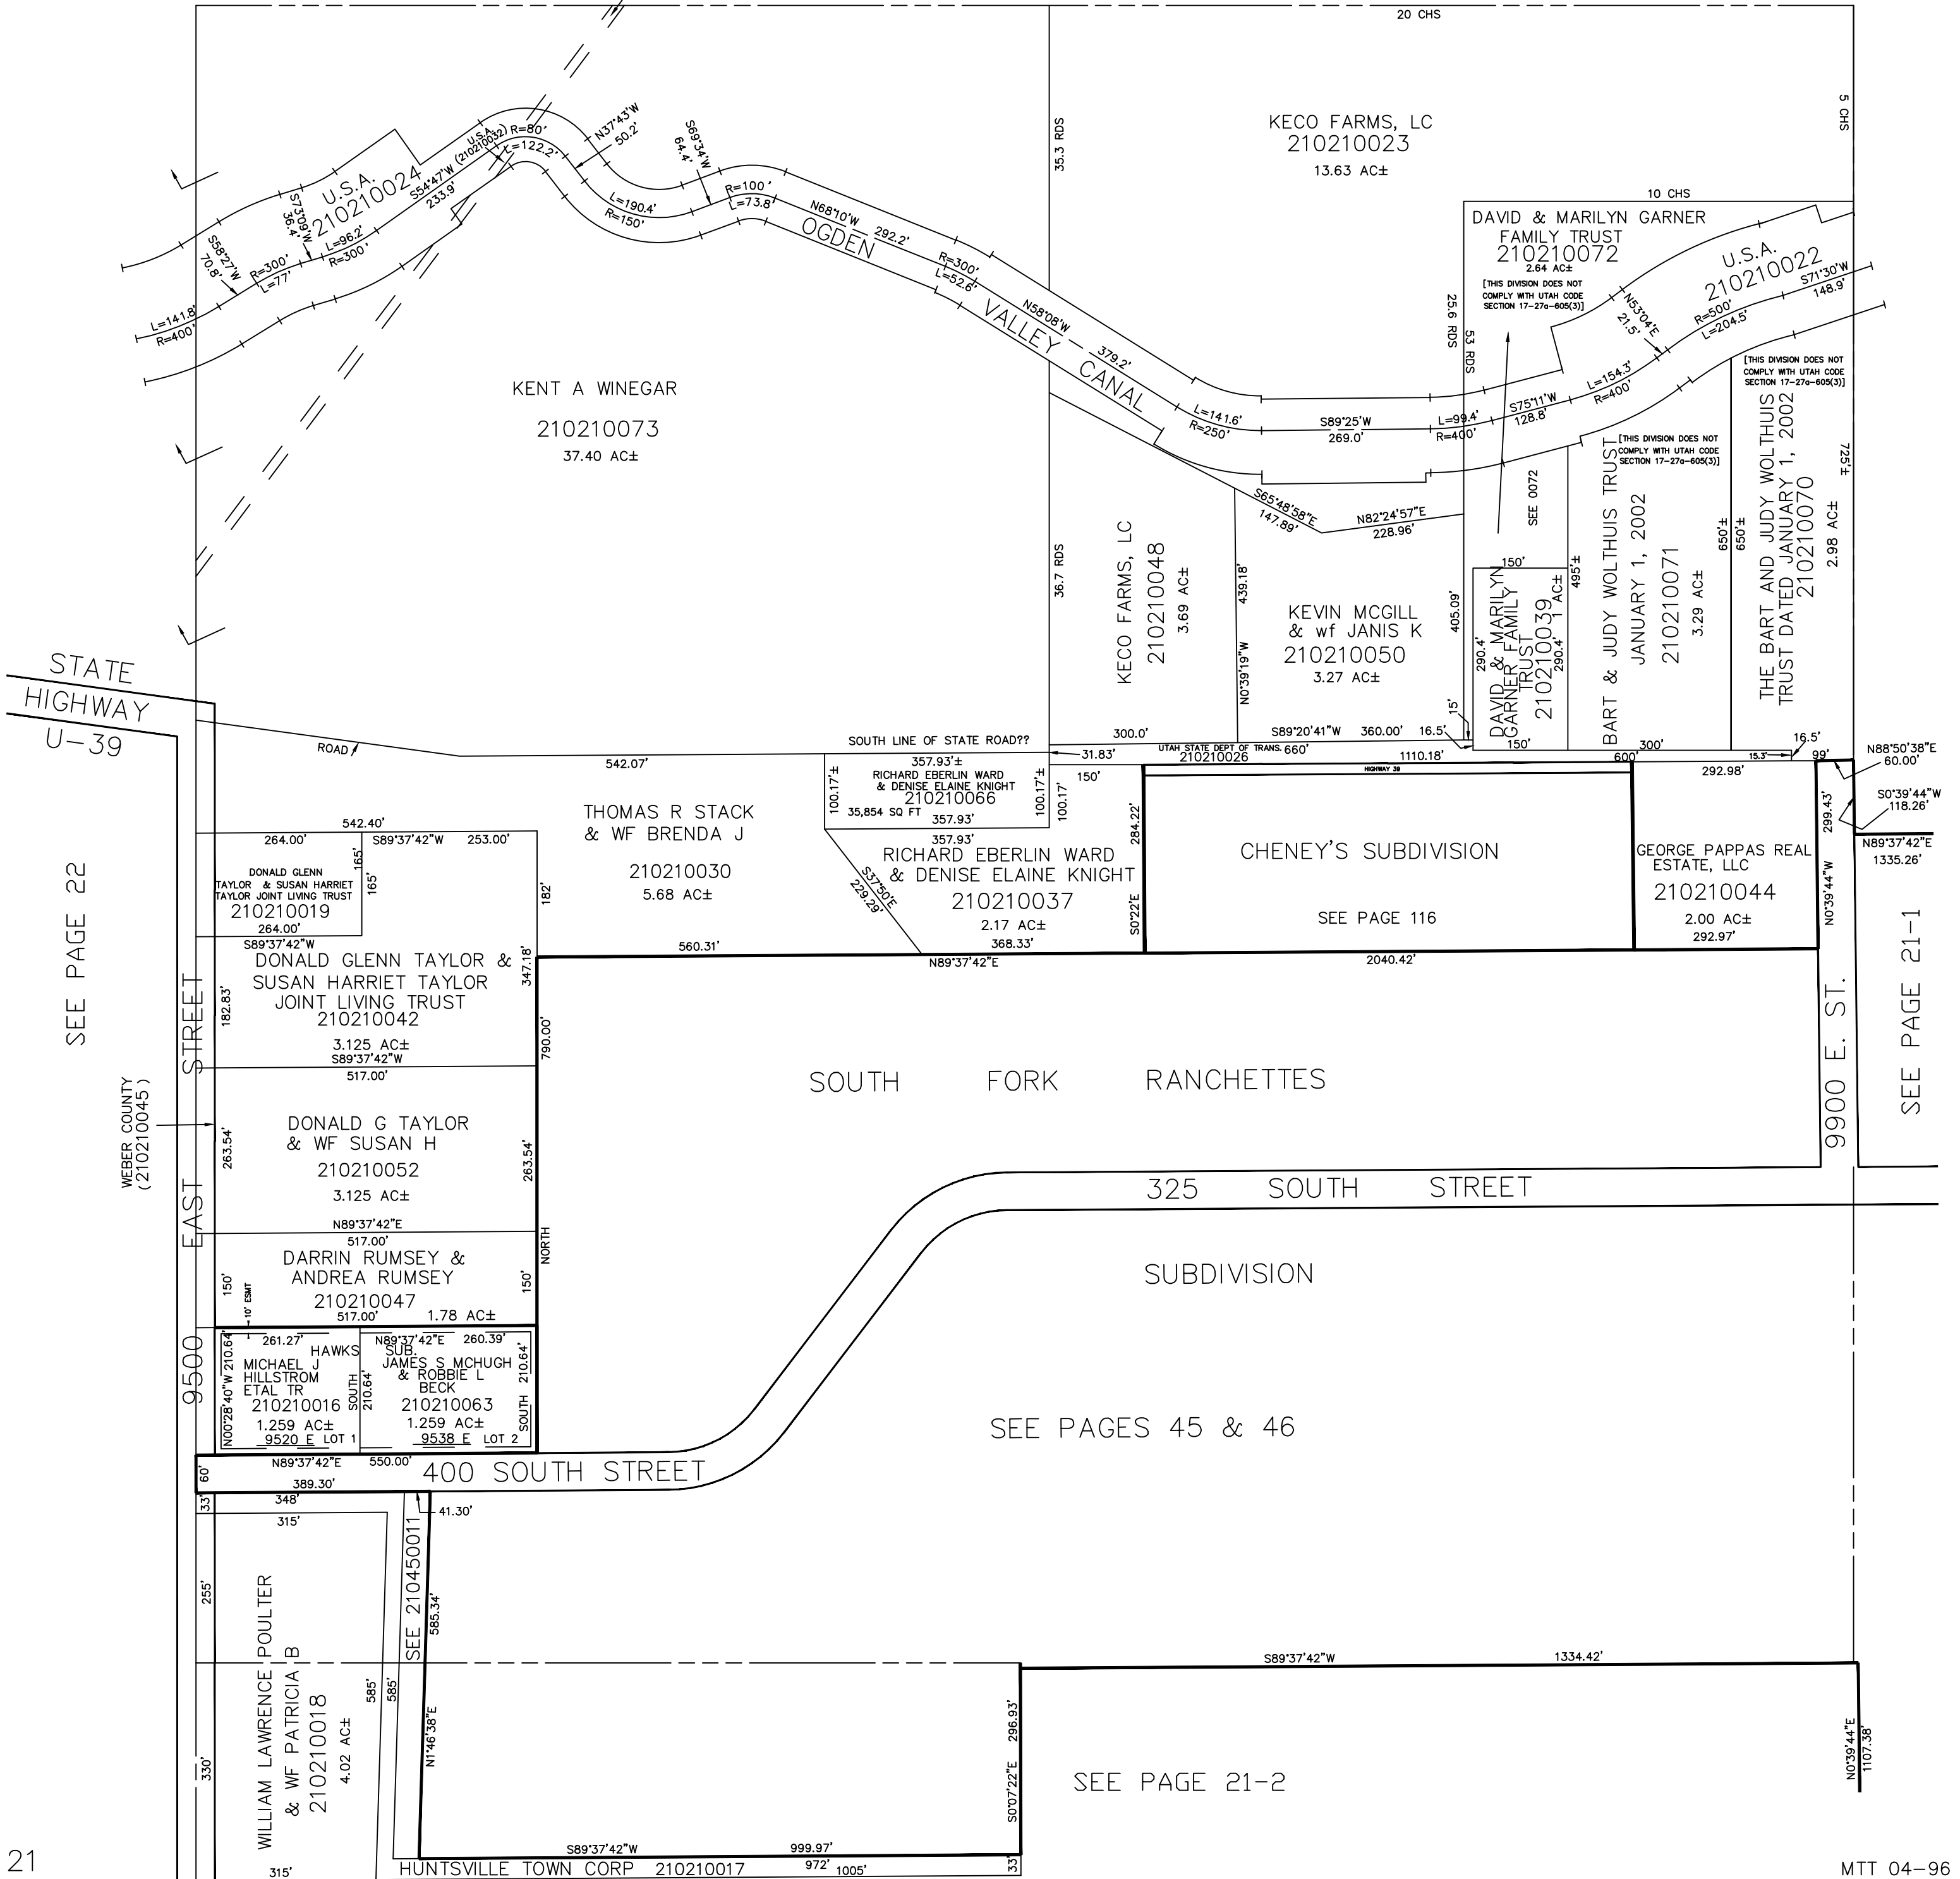 20 CHS
5 CHS
35.3 RDS
KECO FARMS, LC
210210023
13.63 AC±
10 CHS
DAVID & MARILYN GARNER
FAMILY TRUST
210210072
2.64 AC±
[THIS DIVISION DOES NOT
COMPLY WITH UTAH CODE
SECTION 17-27a-605(3)]
U.S.A.
210210022
S71°30'W
148.9'
R=500'
L=204.5'
N53°04'E
21.5'
L=154.3'
R=400'
S75°11'W
128.8'
L=99.4'
R=400'
S89°25'W
269.0'
L=141.6'
R=250'
N58°08'W
379.2'
R=300'
L=52.6'
N68°10'W 292.2'
R=100'
L=73.8'
S69°34'W
64.4'
L=190.4'
R=150'
N37°43'W
50.2'
R=80'
L=122.2'
U.S.A.
(210210032)
S54°47'W
233.9'
U.S.A.
210210024
S73°09'W
36.4'
L=96.2'
R=300'
R=300'
L=77'
S58°27'W
70.8'
L=141.8'
R=400'
OGDEN
VALLEY
CANAL
KENT A WINEGAR
210210073
37.40 AC±
25.6 RDS
53 RDS
36.7 RDS
[THIS DIVISION DOES NOT
COMPLY WITH UTAH CODE
SECTION 17-27a-605(3)]
[THIS DIVISION DOES NOT
COMPLY WITH UTAH CODE
SECTION 17-27a-605(3)]
KECO FARMS, LC
210210048
3.69 AC±
S65°48'58"E
147.89'
N82°24'57"E
228.96'
439.18'
N0°39'19"W
KEVIN MCGILL
& wf JANIS K
210210050
3.27 AC±
405.09'
SEE 0072
150'
DAVID & MARILYN
GARNER FAMILY
TRUST
210210039
1 AC±
290.4'
290.4'
150'
495'±
BART & JUDY WOLTHUIS TRUST
JANUARY 1, 2002
210210071
3.29 AC±
650'±
650'±
THE BART AND JUDY WOLTHUIS
TRUST DATED JANUARY 1, 2002
210210070
2.98 AC±
725'±
STATE
HIGHWAY
U-39
ROAD
SOUTH LINE OF STATE ROAD??
300.0'
S89°20'41"W 360.00' 16.5'
15'
300'
16.5'
UTAH STATE DEPT OF TRANS. 660'
210210026
1110.18'
600'
15.3'
99'
31.83'
N88°50'38"E
60.00'
S0°39'44"W
118.26'
N89°37'42"E
1335.26'
542.07'
THOMAS R STACK
& WF BRENDA J
210210030
5.68 AC±
560.31'
357.93'±
RICHARD EBERLIN WARD
& DENISE ELAINE KNIGHT
210210066
35,854 SQ FT
357.93'
100.17'±
100.17'±
100.17'
150'
357.93'
RICHARD EBERLIN WARD
& DENISE ELAINE KNIGHT
210210037
2.17 AC±
368.33'
S37°50'E
229.29'
284.22'
S0°22'E
HIGHWAY 39
CHENEY'S SUBDIVISION
SEE PAGE 116
292.98'
GEORGE PAPPAS REAL
ESTATE, LLC
210210044
2.00 AC±
292.97'
299.43'
N0°39'44"W
N89°37'42"E
2040.42'
542.40'
264.00'
S89°37'42"W 253.00'
DONALD GLENN
TAYLOR & SUSAN HARRIET
TAYLOR JOINT LIVING TRUST
210210019
264.00'
165'
165'
182'
S89°37'42"W
DONALD GLENN TAYLOR &
SUSAN HARRIET TAYLOR
JOINT LIVING TRUST
210210042
3.125 AC±
S89°37'42"W
182.83'
347.18'
517.00'
DONALD G TAYLOR
& WF SUSAN H
210210052
3.125 AC±
N89°37'42"E
263.54'
263.54'
790.00'
NORTH
517.00'
DARRIN RUMSEY &
ANDREA RUMSEY
210210047
517.00'
1.78 AC±
150'
150'
10' ESMT
261.27'
N89°37'42"E 260.39'
HAWKS SUB.
MICHAEL J
HILLSTROM
ETAL TR
210210016
1.259 AC±
9520 E LOT 1
N00°28'40"W 210.64'
SOUTH
210.64'
JAMES S MCHUGH
& ROBBIE L
BECK
210210063
1.259 AC±
9538 E LOT 2
SOUTH 210.64'
SEE PAGE 22
WEBER COUNTY
(210210045)
9500 EAST STREET
SOUTH FORK RANCHETTES
SUBDIVISION
325 SOUTH STREET
9900 E. ST.
SEE PAGE 21-1
SEE PAGES 45 & 46
N89°37'42"E 550.00'
400 SOUTH STREET
60'
389.30'
33'
348'
315'
41.30'
SEE 210450011
585.34'
N1°46'38"E
255'
330'
WILLIAM LAWRENCE POULTER
& WF PATRICIA B
210210018
4.02 AC±
585'
585'
315'
S89°37'42"W 1334.42'
296.93'
S0°07'22"E
SEE PAGE 21-2
N0°39'44"E
1107.38'
S89°37'42"W 999.97'
HUNTSVILLE TOWN CORP 210210017 972' 1005'
33'
21
MTT 04-96